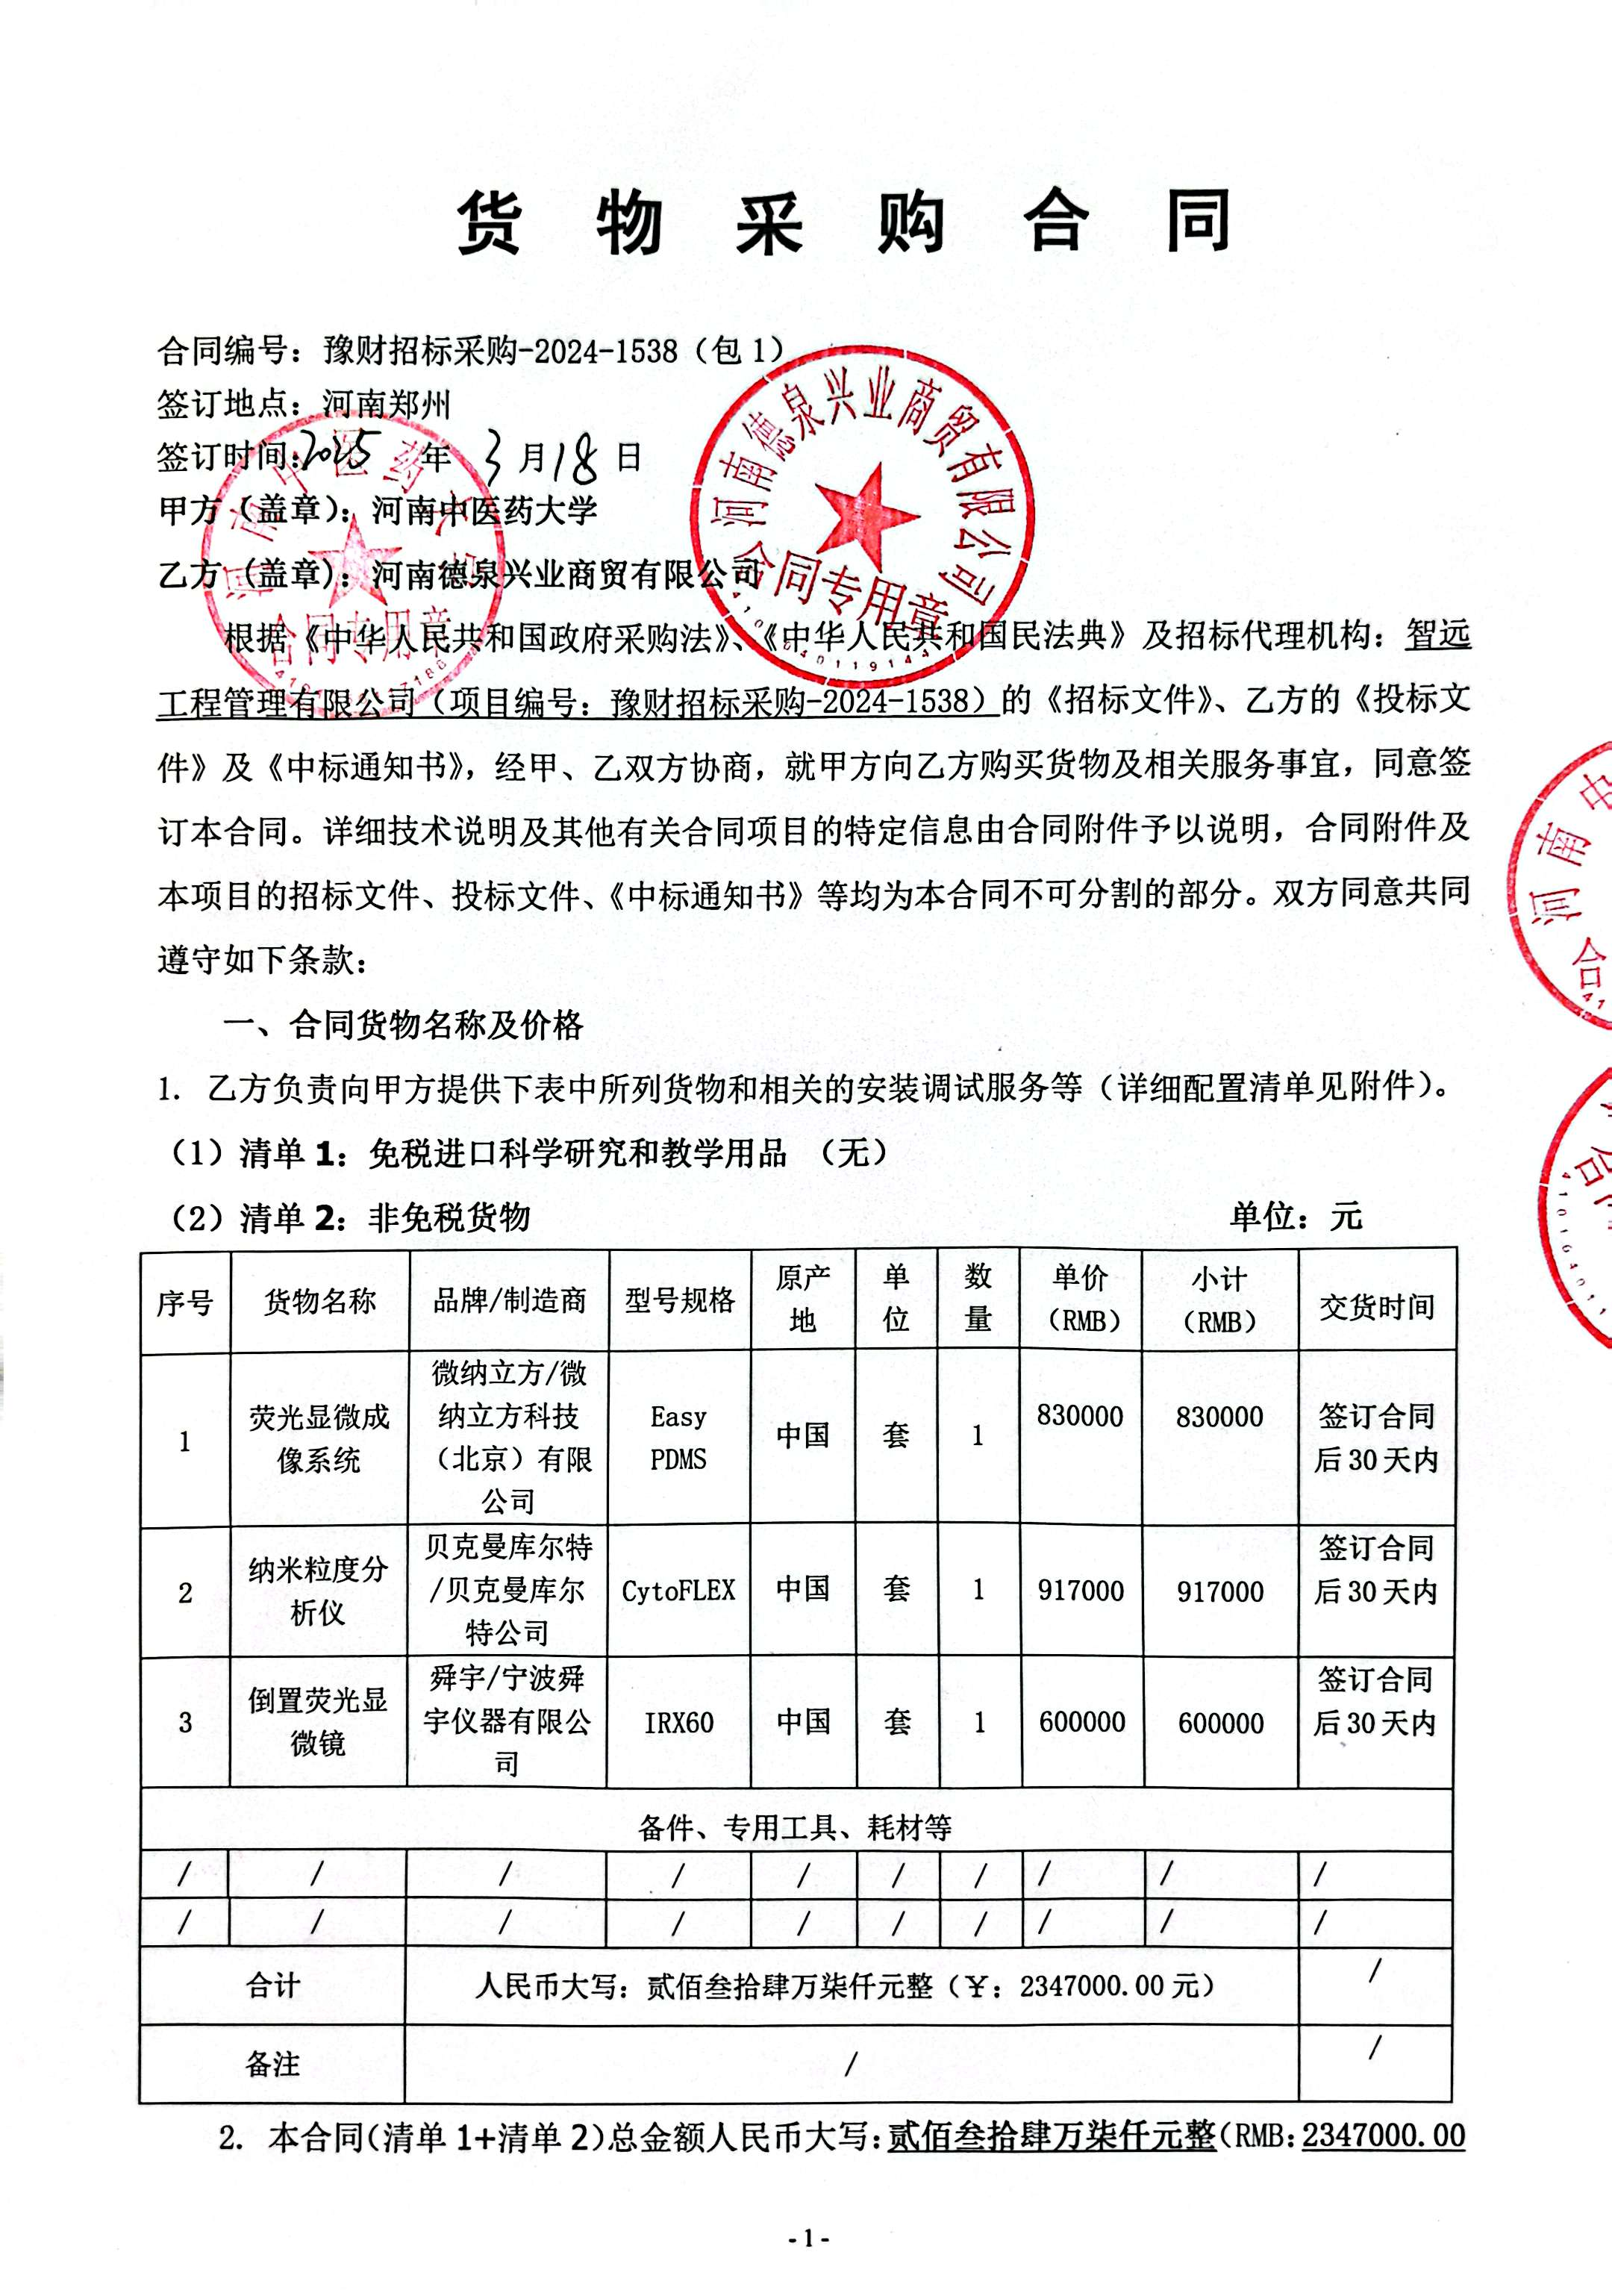 货物采购合同
合同编号：豫财招标采购-2024-1538（包1）
签订地点：河南郑州
签订时间：2025 年 3 月 18 日
甲方（盖章）：河南中医药大学
乙方（盖章）：河南德泉兴业商贸有限公司
根据《中华人民共和国政府采购法》、《中华人民共和国民法典》及招标代理机构：智远
工程管理有限公司（项目编号：豫财招标采购-2024-1538）的《招标文件》、乙方的《投标文
件》及《中标通知书》，经甲、乙双方协商，就甲方向乙方购买货物及相关服务事宜，同意签
订本合同。详细技术说明及其他有关合同项目的特定信息由合同附件予以说明，合同附件及
本项目的招标文件、投标文件、《中标通知书》等均为本合同不可分割的部分。双方同意共同
遵守如下条款：
一、合同货物名称及价格
1. 乙方负责向甲方提供下表中所列货物和相关的安装调试服务等（详细配置清单见附件）。
（1）清单1：免税进口科学研究和教学用品 （无）
（2）清单2：非免税货物 单位：元
序号 货物名称 品牌/制造商 型号规格 原产地 单位 数量 单价（RMB） 小计（RMB） 交货时间
1 荧光显微成像系统 微纳立方/微纳立方科技（北京）有限公司 Easy PDMS 中国 套 1 830000 830000 签订合同后30天内
2 纳米粒度分析仪 贝克曼库尔特/贝克曼库尔特公司 CytoFLEX 中国 套 1 917000 917000 签订合同后30天内
3 倒置荧光显微镜 舜宇/宁波舜宇仪器有限公司 IRX60 中国 套 1 600000 600000 签订合同后30天内
备件、专用工具、耗材等
/ / / / / / / / / /
/ / / / / / / / / /
合计 人民币大写：贰佰叁拾肆万柒仟元整（￥：2347000.00元） /
备注 / /
2. 本合同(清单1+清单2)总金额人民币大写：贰佰叁拾肆万柒仟元整(RMB：2347000.00
-1-
河南中医药大学
合同专用章
河南德泉兴业商贸有限公司
合同专用章
河南中
合
合同